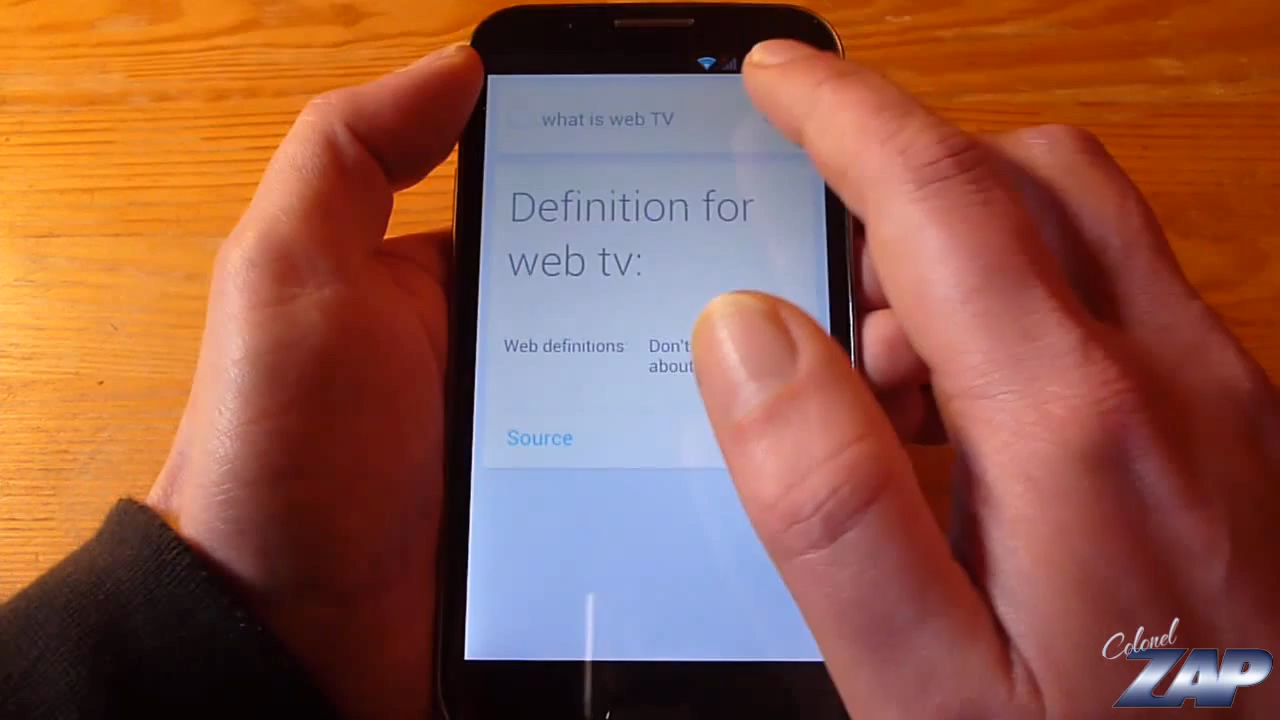 what is web TV
Definition for
web tv:
Web definitions: Don't
about
Source
Colonel
ZAP